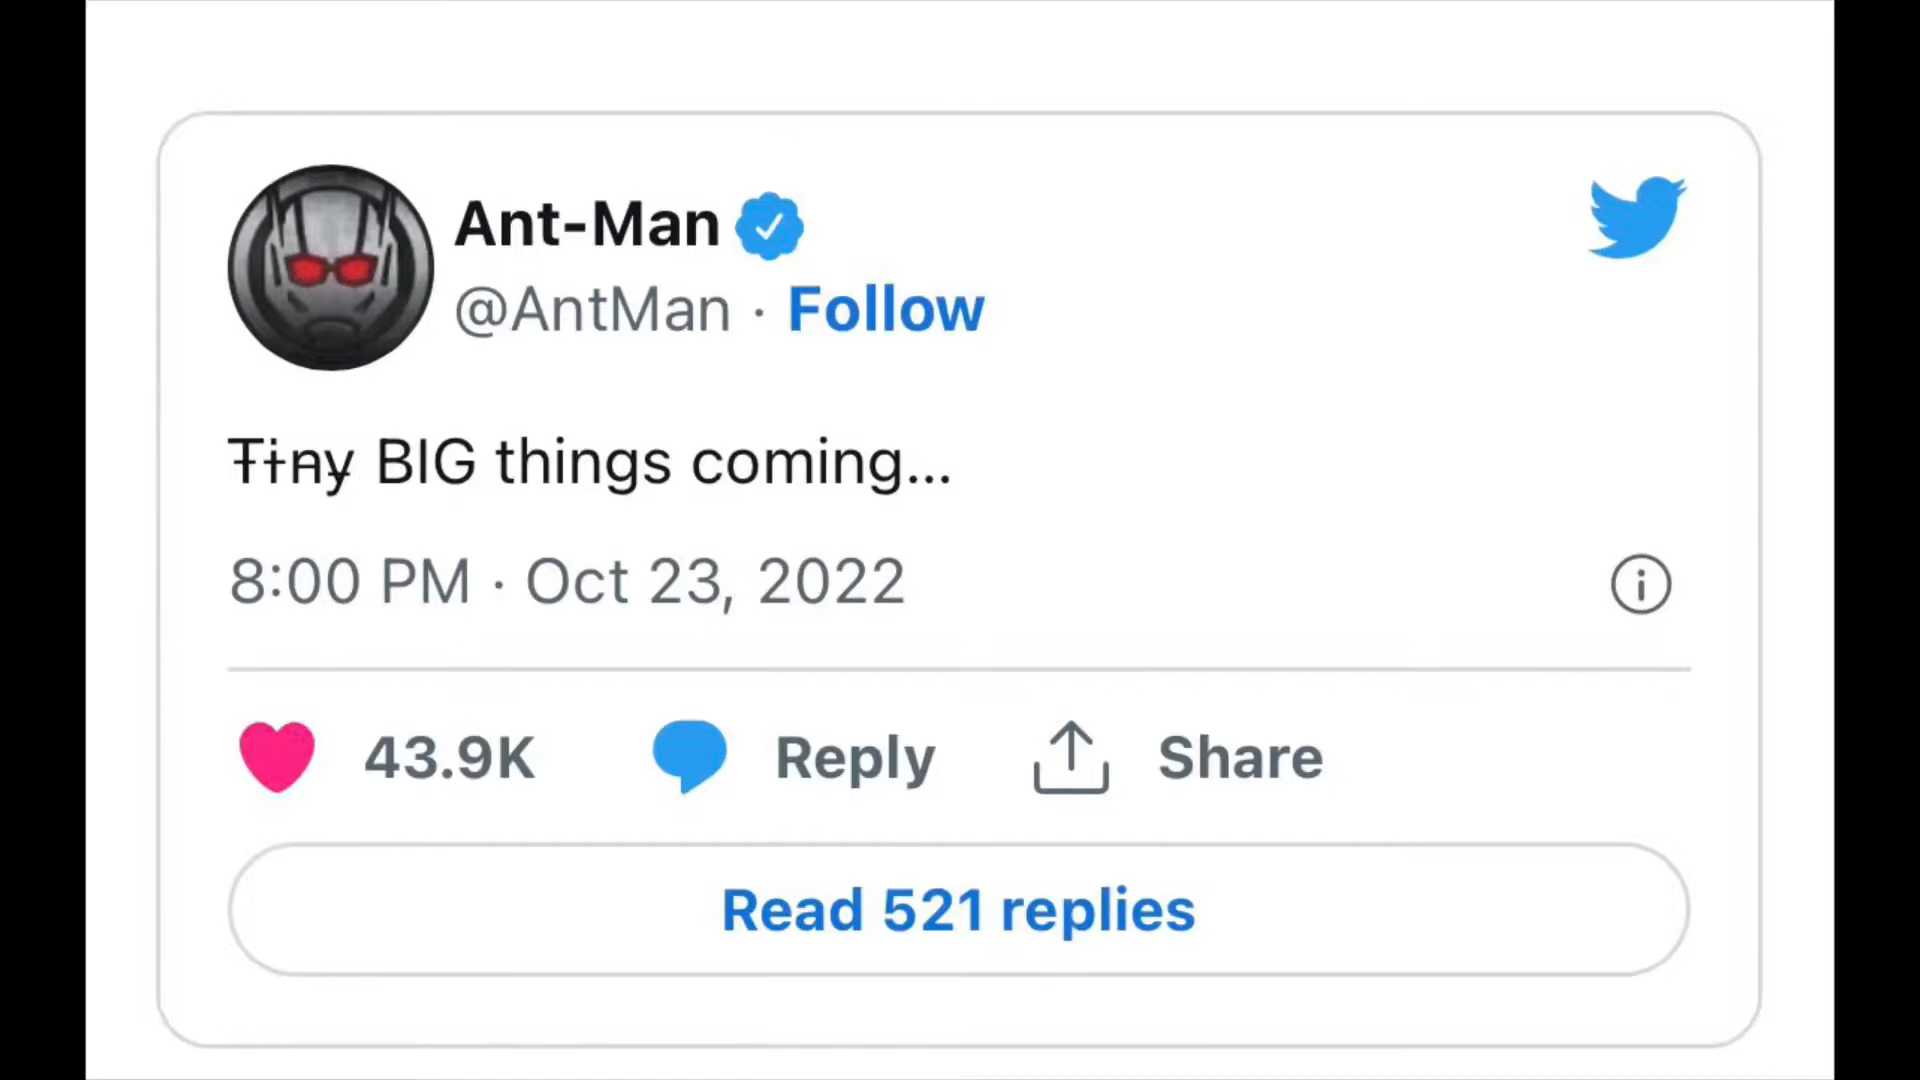 Ant-Man
@AntMan · Follow
Tiny BIG things coming...
8:00 PM · Oct 23, 2022
43.9K Reply Share
Read 521 replies